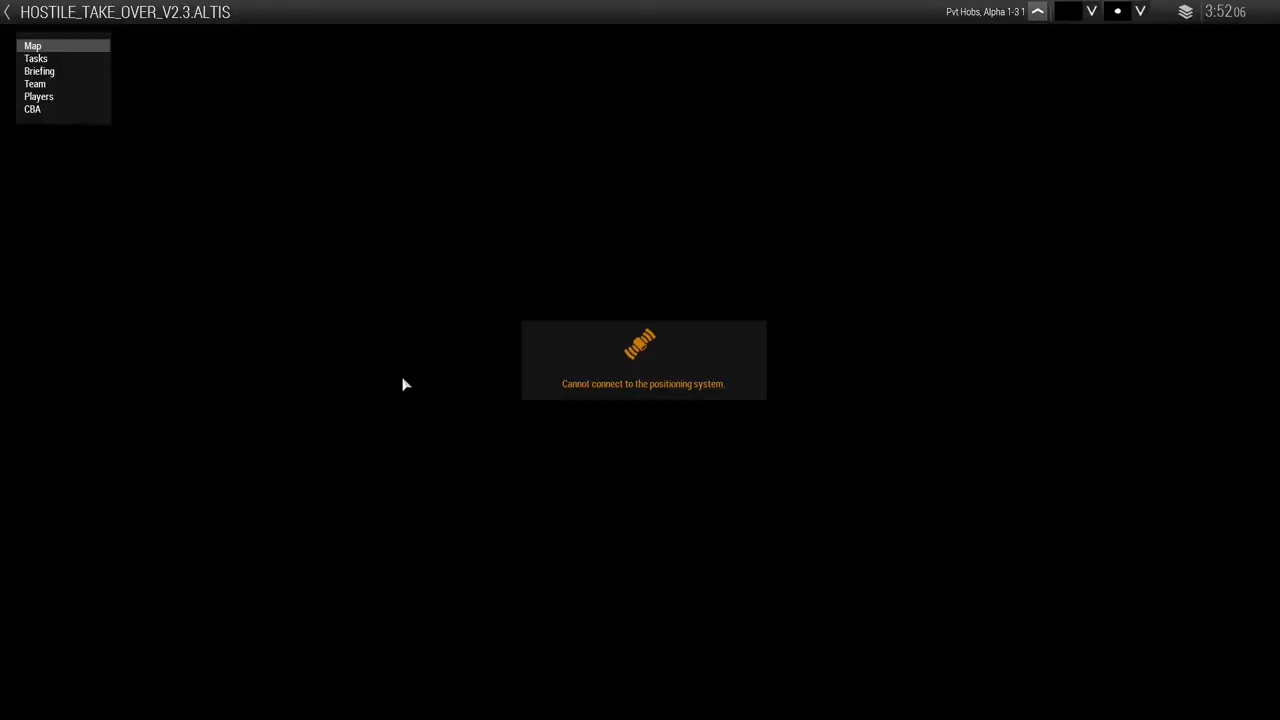 HOSTILE_TAKE_OVER_V2.3.ALTIS
Pvt Hobs, Alpha 1-3 1
3:52 06
Map
Tasks
Briefing
Team
Players
CBA
Cannot connect to the positioning system.